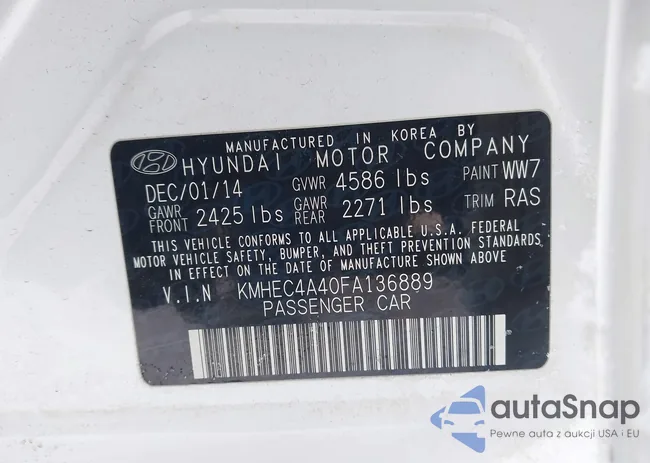 MANUFACTURED IN KOREA BY
HYUNDAI MOTOR COMPANY
DEC/01/14 GVWR 4586 lbs PAINT WW7
GAWR FRONT 2425 lbs GAWR REAR 2271 lbs TRIM RAS
THIS VEHICLE CONFORMS TO ALL APPLICABLE U.S.A. FEDERAL
MOTOR VEHICLE SAFETY, BUMPER, AND THEFT PREVENTION STANDARDS
IN EFFECT ON THE DATE OF MANUFACTURE SHOWN ABOVE.
V.I.N KMHEC4A40FA136889
PASSENGER CAR
autaSnap
Pewne auta z aukcji USA i EU